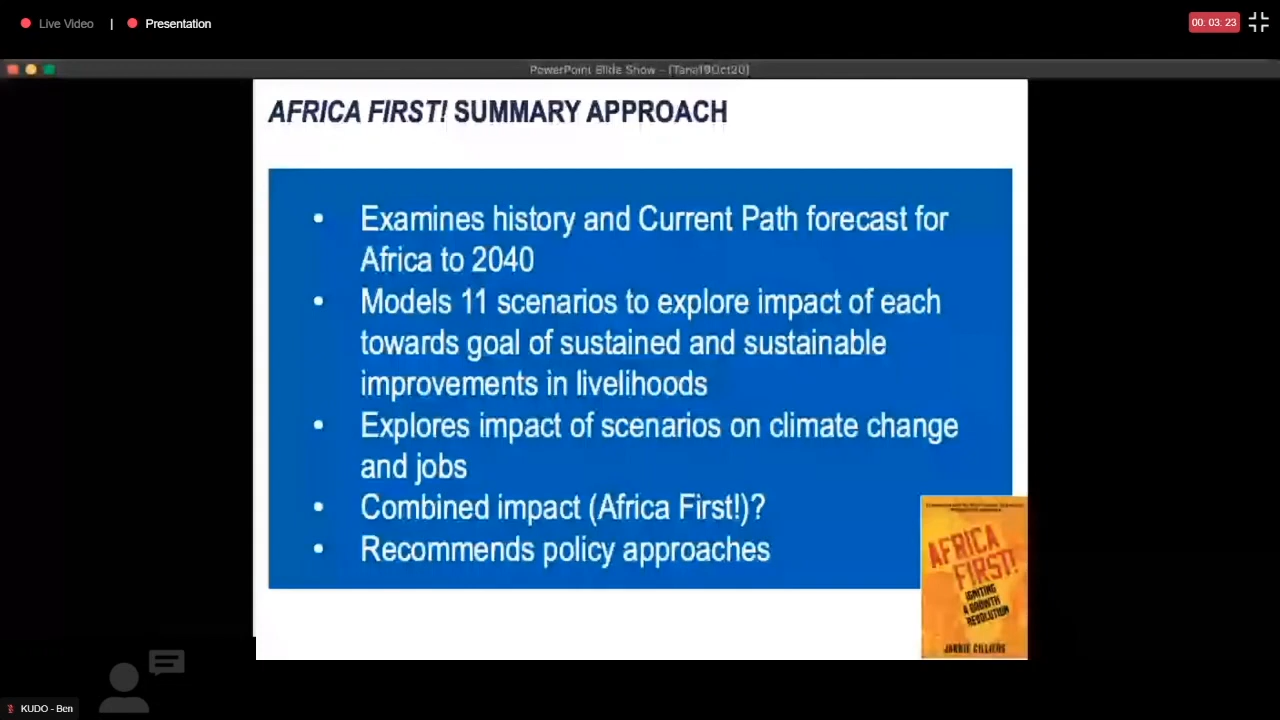 Live Video | Presentation
00: 03: 23
PowerPoint Slide Show - [Tana19Oct20]
AFRICA FIRST! SUMMARY APPROACH
• Examines history and Current Path forecast for
Africa to 2040
• Models 11 scenarios to explore impact of each
towards goal of sustained and sustainable
improvements in livelihoods
• Explores impact of scenarios on climate change
and jobs
• Combined impact (Africa First!)?
• Recommends policy approaches
AFRICA
FIRST!
IGNITING
A GROWTH
REVOLUTION
JAKKIE CILLIERS
KUDO - Ben